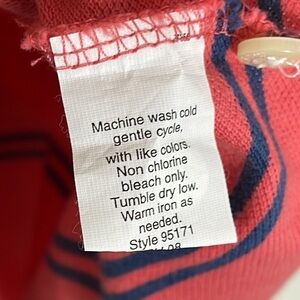 Machine wash cold
gentle cycle,
with like colors.
Non chlorine
bleach only.
Tumble dry low.
Warm iron as
needed.
Style 95171